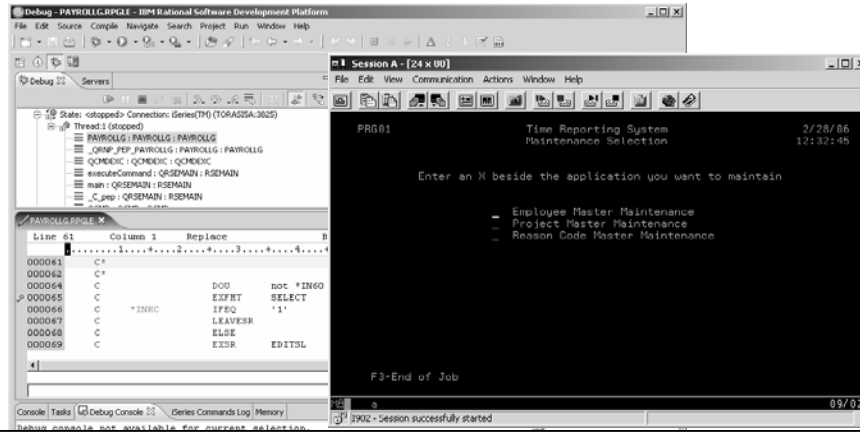 Debug - PAYROLLG.RPGLE - IBM Rational Software Development Platform
File Edit Source Compile Navigate Search Project Run Window Help
Debug Servers
State: <stopped> Connection: iSeries(TM) (TORASISA:3825)
Thread:1 (stopped)
PAYROLLG : PAYROLLG : PAYROLLG
_QRNP_PEP_PAYROLLG : PAYROLLG : PAYROLLG
QCMDEXC : QCMDEXC : QCMDEXC
executeCommand : QRSEMAIN : RSEMAIN
main : QRSEMAIN : RSEMAIN
_C_pep : QRSEMAIN : RSEMAIN
PAYROLLG.RPGLE
Line 61 Column 1 Replace
.........1....+....2....+....3....+....4....+
000061 C*
000062 C*
000064 C DOU not *IN60
000065 C EXFMT SELECT
000066 C *INKC IFEQ '1'
000067 C LEAVESR
000068 C ELSE
000069 C EXSR EDITSL
Console Tasks Debug Console iSeries Commands Log Memory
Debug console not available for current selection.
Session A - [24 x 80]
File Edit View Communication Actions Window Help
PRG01 Time Reporting System 2/28/06
Maintenance Selection 12:32:45
Enter an X beside the application you want to maintain
_ Employee Master Maintenance
_ Project Master Maintenance
_ Reason Code Master Maintenance
F3-End of Job
MA a 09/02
I902 - Session successfully started